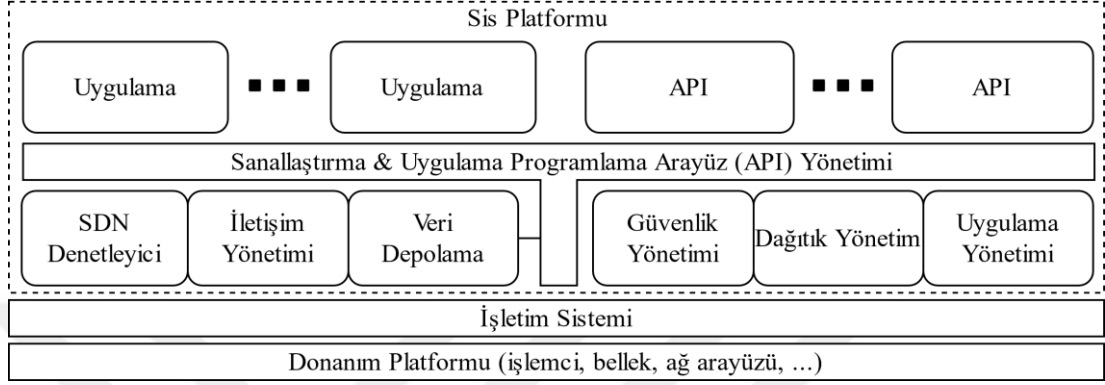 Sis Platformu
Uygulama
Uygulama
API
API
Sanallaştırma & Uygulama Programlama Arayüz (API) Yönetimi
SDN
Denetleyici
İletişim
Yönetimi
Veri
Depolama
Güvenlik
Yönetimi
Dağıtık Yönetim
Uygulama
Yönetimi
İşletim Sistemi
Donanım Platformu (işlemci, bellek, ağ arayüzü, ...)